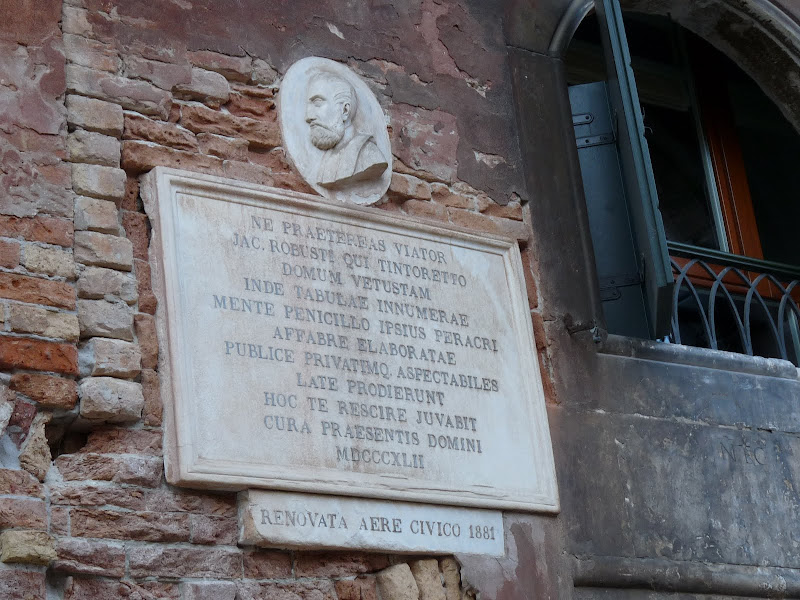 NE PRAETEREAS VIATOR
JAC. ROBUSTI QUI TINTORETTO
DOMUM VETUSTAM
INDE TABULAE INNUMERAE
MENTE PENICILLO IPSIUS PERACRI
AFFABRE ELABORATAE
PUBLICE PRIVATIMQ. ASPECTABILES
LATE PRODIERUNT
HOC TE RESCIRE JUVABIT
CURA PRAESENTIS DOMINI
MDCCCXLII
RENOVATA AERE CIVICO 1881